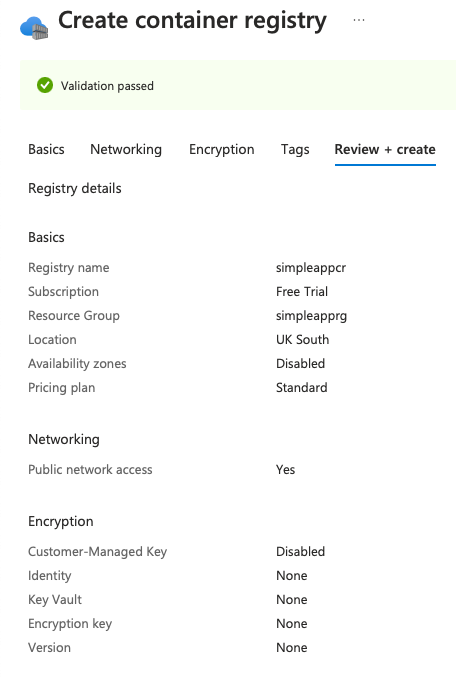 Create container registry ...
Validation passed
Basics Networking Encryption Tags Review + create
Registry details
Basics
Registry name simpleappcr
Subscription Free Trial
Resource Group simpleapprg
Location UK South
Availability zones Disabled
Pricing plan Standard
Networking
Public network access Yes
Encryption
Customer-Managed Key Disabled
Identity None
Key Vault None
Encryption key None
Version None